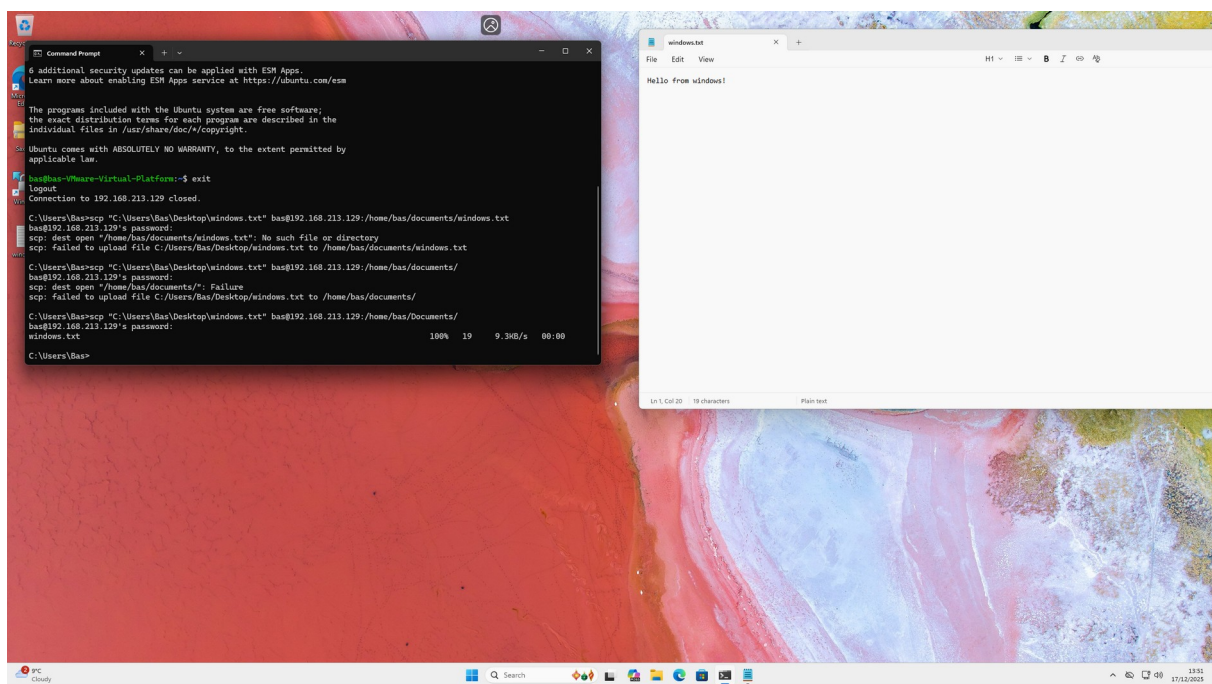 Command Prompt
6 additional security updates can be applied with ESM Apps.
Learn more about enabling ESM Apps service at https://ubuntu.com/esm
The programs included with the Ubuntu system are free software;
the exact distribution terms for each program are described in the
individual files in /usr/share/doc/*/copyright.
Ubuntu comes with ABSOLUTELY NO WARRANTY, to the extent permitted by
applicable law.
bas@bas-VMware-Virtual-Platform:~$ exit
logout
Connection to 192.168.213.129 closed.
C:\Users\Bas>scp "C:\Users\Bas\Desktop\windows.txt" bas@192.168.213.129:/home/bas/documents/windows.txt
bas@192.168.213.129's password:
scp: dest open "/home/bas/documents/windows.txt": No such file or directory
scp: failed to upload file C:/Users/Bas/Desktop/windows.txt to /home/bas/documents/windows.txt
C:\Users\Bas>scp "C:\Users\Bas\Desktop\windows.txt" bas@192.168.213.129:/home/bas/documents/
bas@192.168.213.129's password:
scp: dest open "/home/bas/documents/": Failure
scp: failed to upload file C:/Users/Bas/Desktop/windows.txt to /home/bas/documents/
C:\Users\Bas>scp "C:\Users\Bas\Desktop\windows.txt" bas@192.168.213.129:/home/bas/Documents/
bas@192.168.213.129's password:
windows.txt 100% 19 9.3KB/s 00:00
C:\Users\Bas>
windows.txt
File Edit View H1 B I
Hello from windows!
Ln 1, Col 20 19 characters Plain text
2 9°C
Cloudy
Search
13:51
17/12/2025